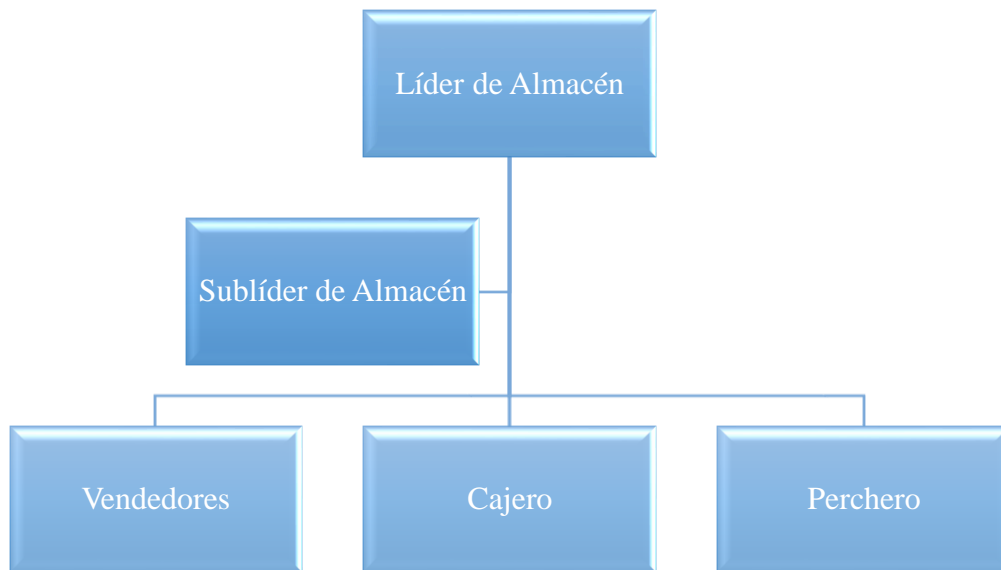 Líder de Almacén
Sublíder de Almacén
Vendedores
Cajero
Perchero